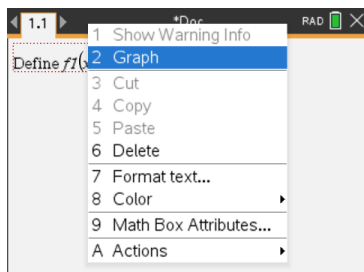 1.1 *Doc RAD
1 Show Warning Info
Define f1(x
2 Graph
3 Cut
4 Copy
5 Paste
6 Delete
7 Format text...
8 Color
9 Math Box Attributes...
A Actions